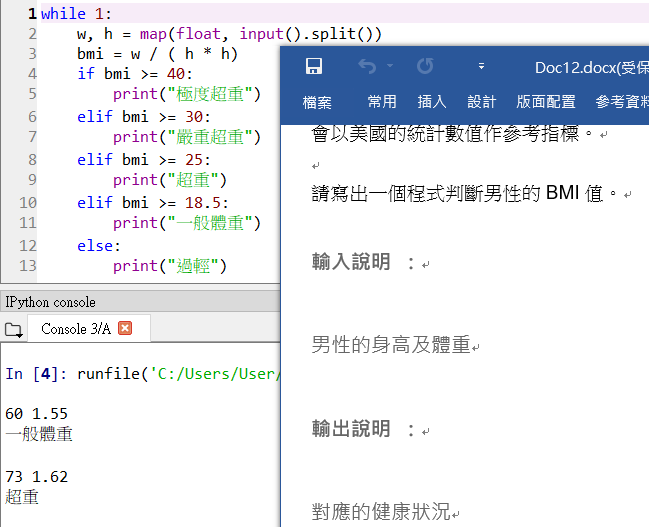 1 while 1:
2     w, h = map(float, input().split())
3     bmi = w / ( h * h)
4     if bmi >= 40:
5         print("極度超重")
6     elif bmi >= 30:
7         print("嚴重超重")
8     elif bmi >= 25:
9         print("超重")
10     elif bmi >= 18.5:
11         print("一般體重")
12     else:
13         print("過輕")
IPython console
Console 3/A
In [4]: runfile('C:/Users/User/
60 1.55
一般體重
73 1.62
超重
Doc12.docx(受保
檔案 常用 插入 設計 版面配置 參考資料
會以美國的統計數值作參考指標。
請寫出一個程式判斷男性的 BMI 值。
輸入說明 ：
男性的身高及體重
輸出說明 ：
對應的健康狀況